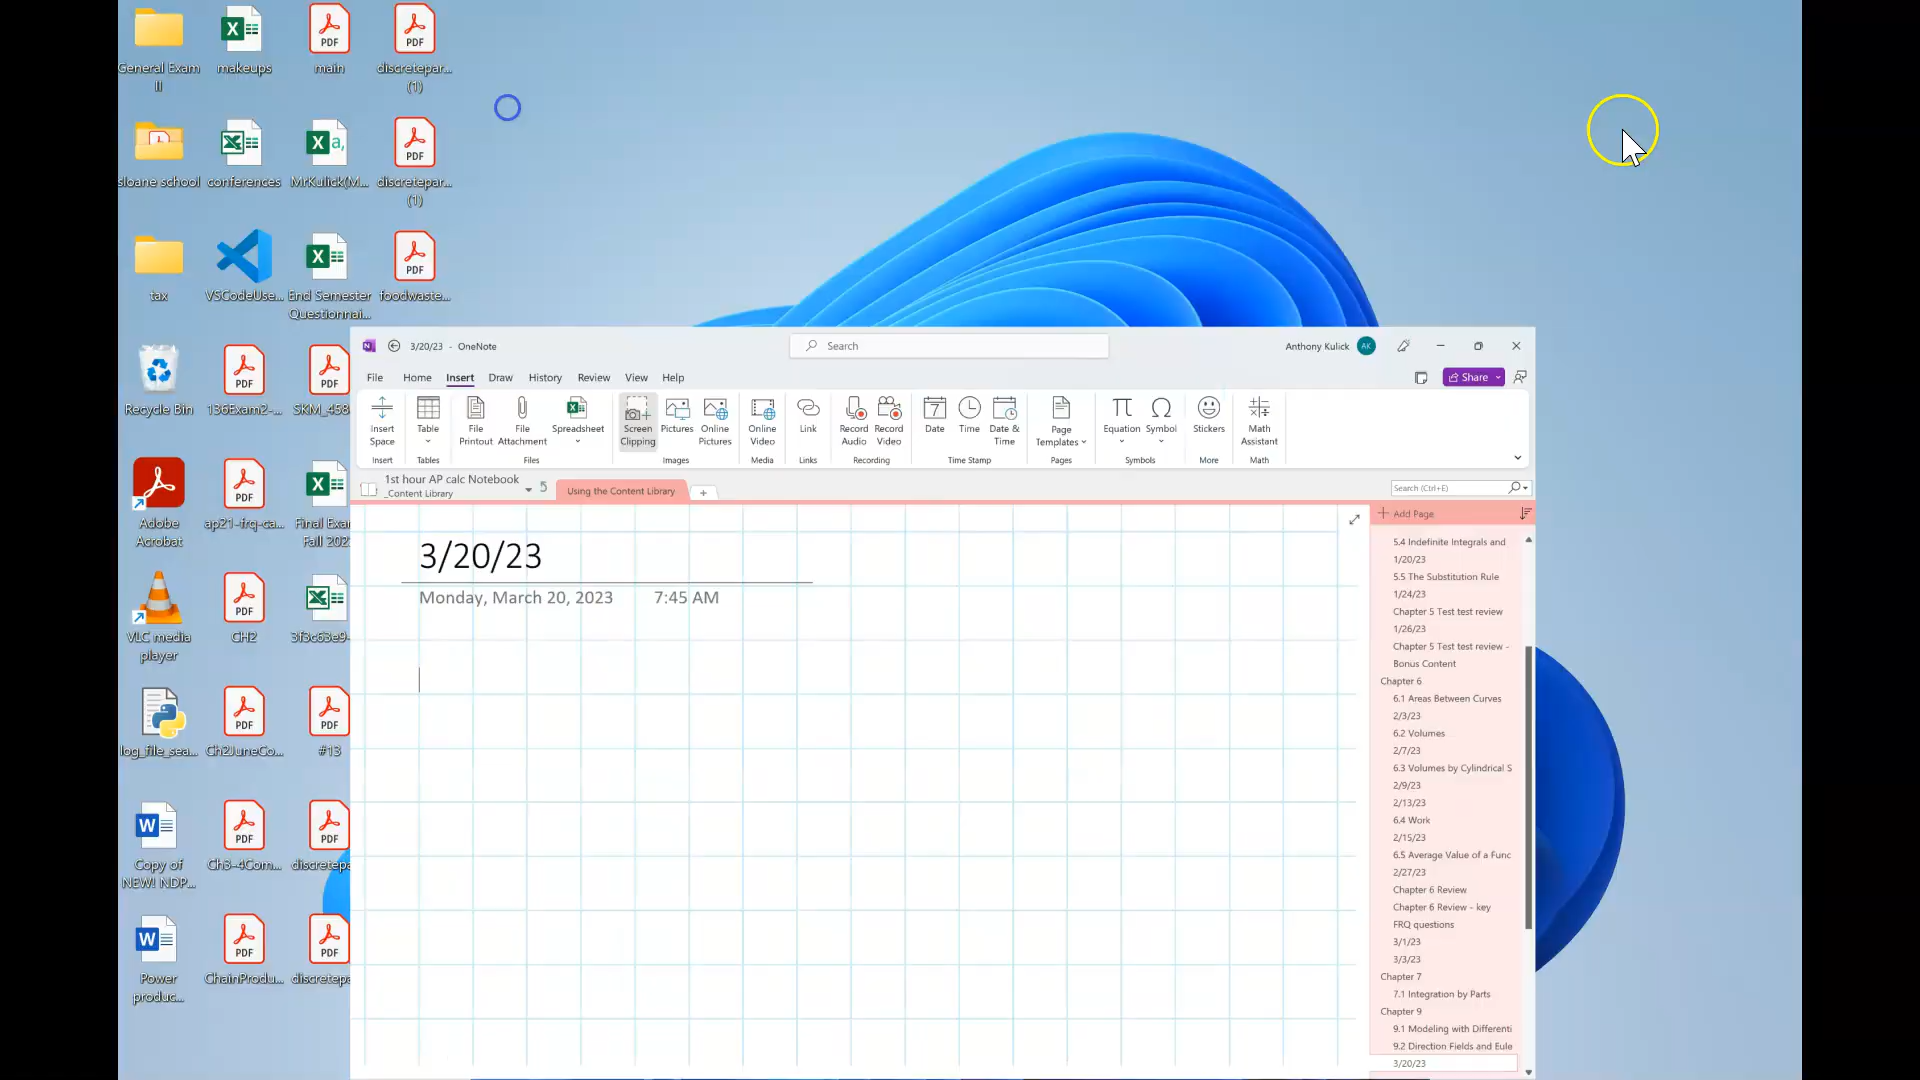 General Exam
II
makeups
main
discretepar...
(1)
sloane school
conferences
MrKulick(M...
discretepar...
(1)
tax
VSCodeUse...
End Semester
Questionnai...
foodwaste...
Recycle Bin
136Exam2-...
SKM_458
Adobe
Acrobat
ap21-frq-ca...
Final Exa
Fall 202
VLC media
player
CH2
3f3c63e9-
log_file_sea...
Ch2JuneCo...
#13
Copy of
NEW! NDP...
Ch3-4Com...
discretepa
Power
produc...
ChainProdu...
discretepa
3/20/23 - OneNote
Search
Anthony Kulick AK
File Home Insert Draw History Review View Help
Share
Insert
Space
Table
File
Printout
File
Attachment
Spreadsheet
Screen
Clipping
Pictures
Online
Pictures
Online
Video
Link
Record
Audio
Record
Video
Date
Time
Date &
Time
Page
Templates
Equation
Symbol
Stickers
Math
Assistant
Insert Tables Files Images Media Links Recording Time Stamp Pages Symbols More Math
1st hour AP calc Notebook
_Content Library
5
Using the Content Library
Search (Ctrl+E)
3/20/23
Monday, March 20, 2023 7:45 AM
Add Page
5.4 Indefinite Integrals and
1/20/23
5.5 The Substitution Rule
1/24/23
Chapter 5 Test test review
1/26/23
Chapter 5 Test test review -
Bonus Content
Chapter 6
6.1 Areas Between Curves
2/3/23
6.2 Volumes
2/7/23
6.3 Volumes by Cylindrical S
2/9/23
2/13/23
6.4 Work
2/15/23
6.5 Average Value of a Func
2/27/23
Chapter 6 Review
Chapter 6 Review - key
FRQ questions
3/1/23
3/3/23
Chapter 7
7.1 Integration by Parts
Chapter 9
9.1 Modeling with Differenti
9.2 Direction Fields and Eule
3/20/23